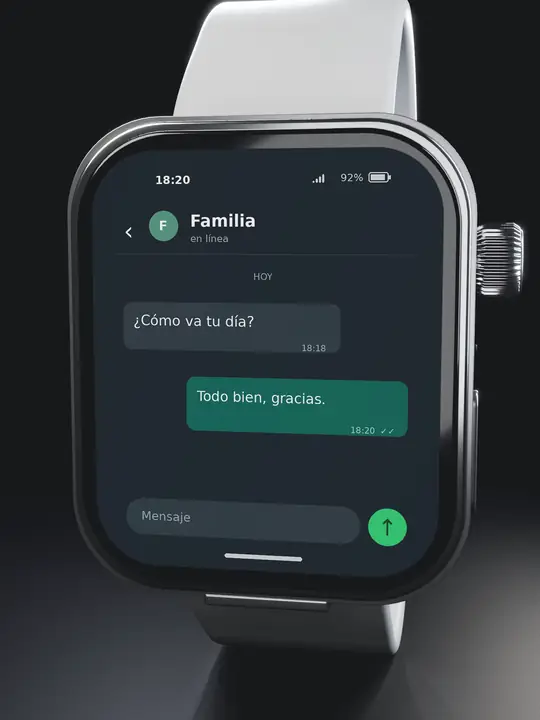 18:20 92%
‹ F Familia
en línea
HOY
¿Cómo va tu día?
18:18
Todo bien, gracias.
18:20 ✓✓
Mensaje
↑